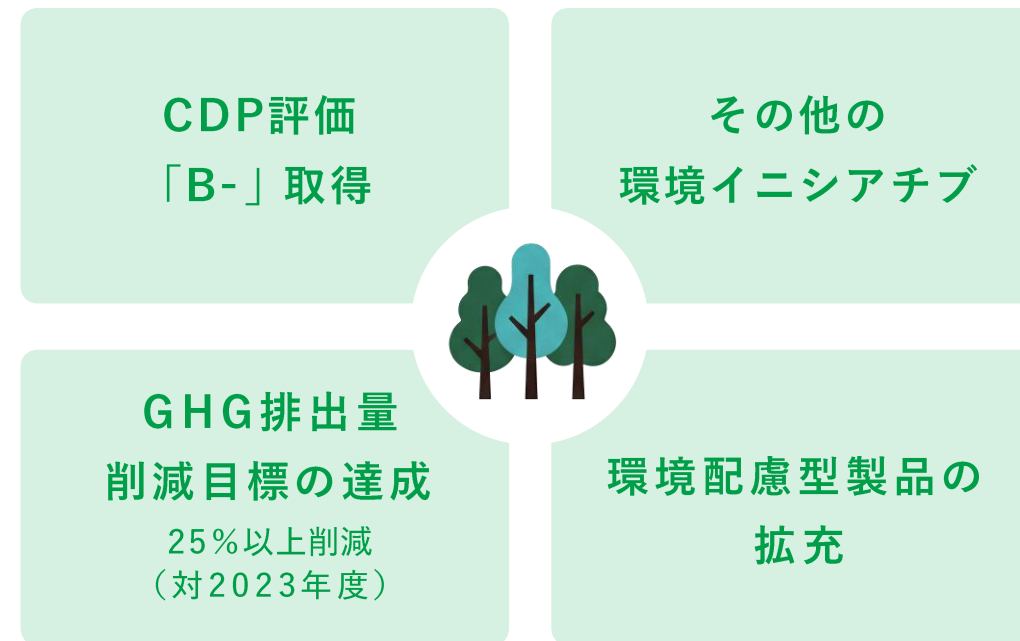 CDP評価
「B-」取得
その他の
環境イニシアチブ
GHG排出量
削減目標の達成
25%以上削減
（対2023年度）
環境配慮型製品の
拡充